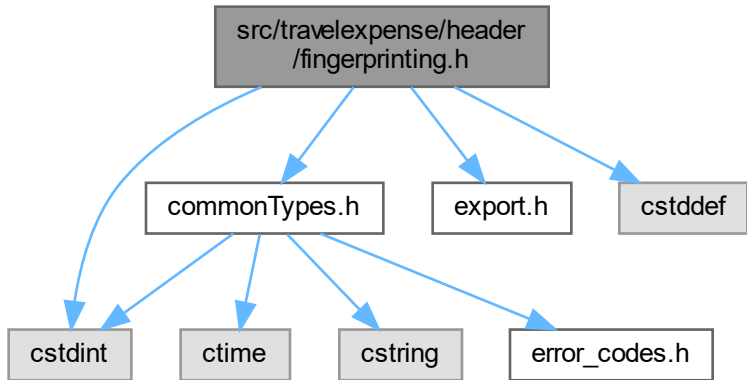 src/travelexpense/header
/fingerprinting.h
commonTypes.h
export.h
cstddef
cstdint
ctime
cstring
error_codes.h